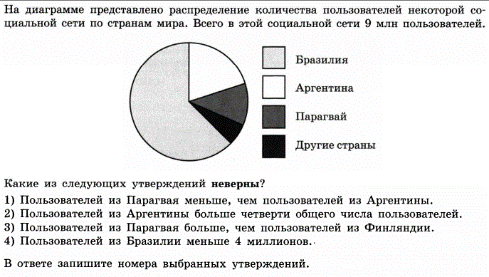 На диаграмме представлено распределение количества пользователей некоторой со-
циальной сети по странам мира. Всего в этой социальной сети 9 млн пользователей.
Бразилия
Аргентина
Парагвай
Другие страны
Какие из следующих утверждений неверны?
1) Пользователей из Парагвая меньше, чем пользователей из Аргентины.
2) Пользователей из Аргентины больше четверти общего числа пользователей.
3) Пользователей из Парагвая больше, чем пользователей из Финляндии.
4) Пользователей из Бразилии меньше 4 миллионов.
В ответе запишите номера выбранных утверждений.